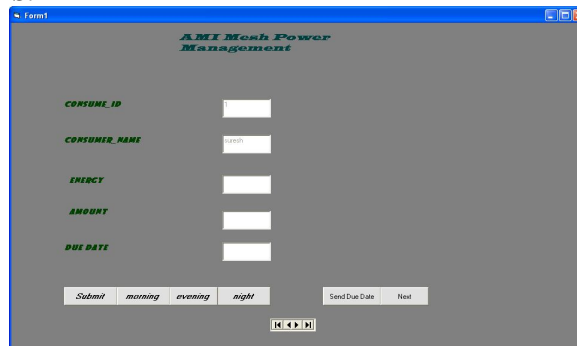 Form1
AMI Mesh Power
Management
CONSUME_ID
1
CONSUMER_NAME
suresh
ENERGY
AMOUNT
DUE DATE
Submit morning evening night Send Due Date Next